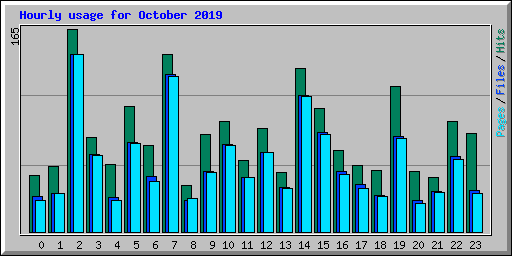 Hourly usage for October 2019
165
Pages / Files / Hits
0 1 2 3 4 5 6 7 8 9 10 11 12 13 14 15 16 17 18 19 20 21 22 23